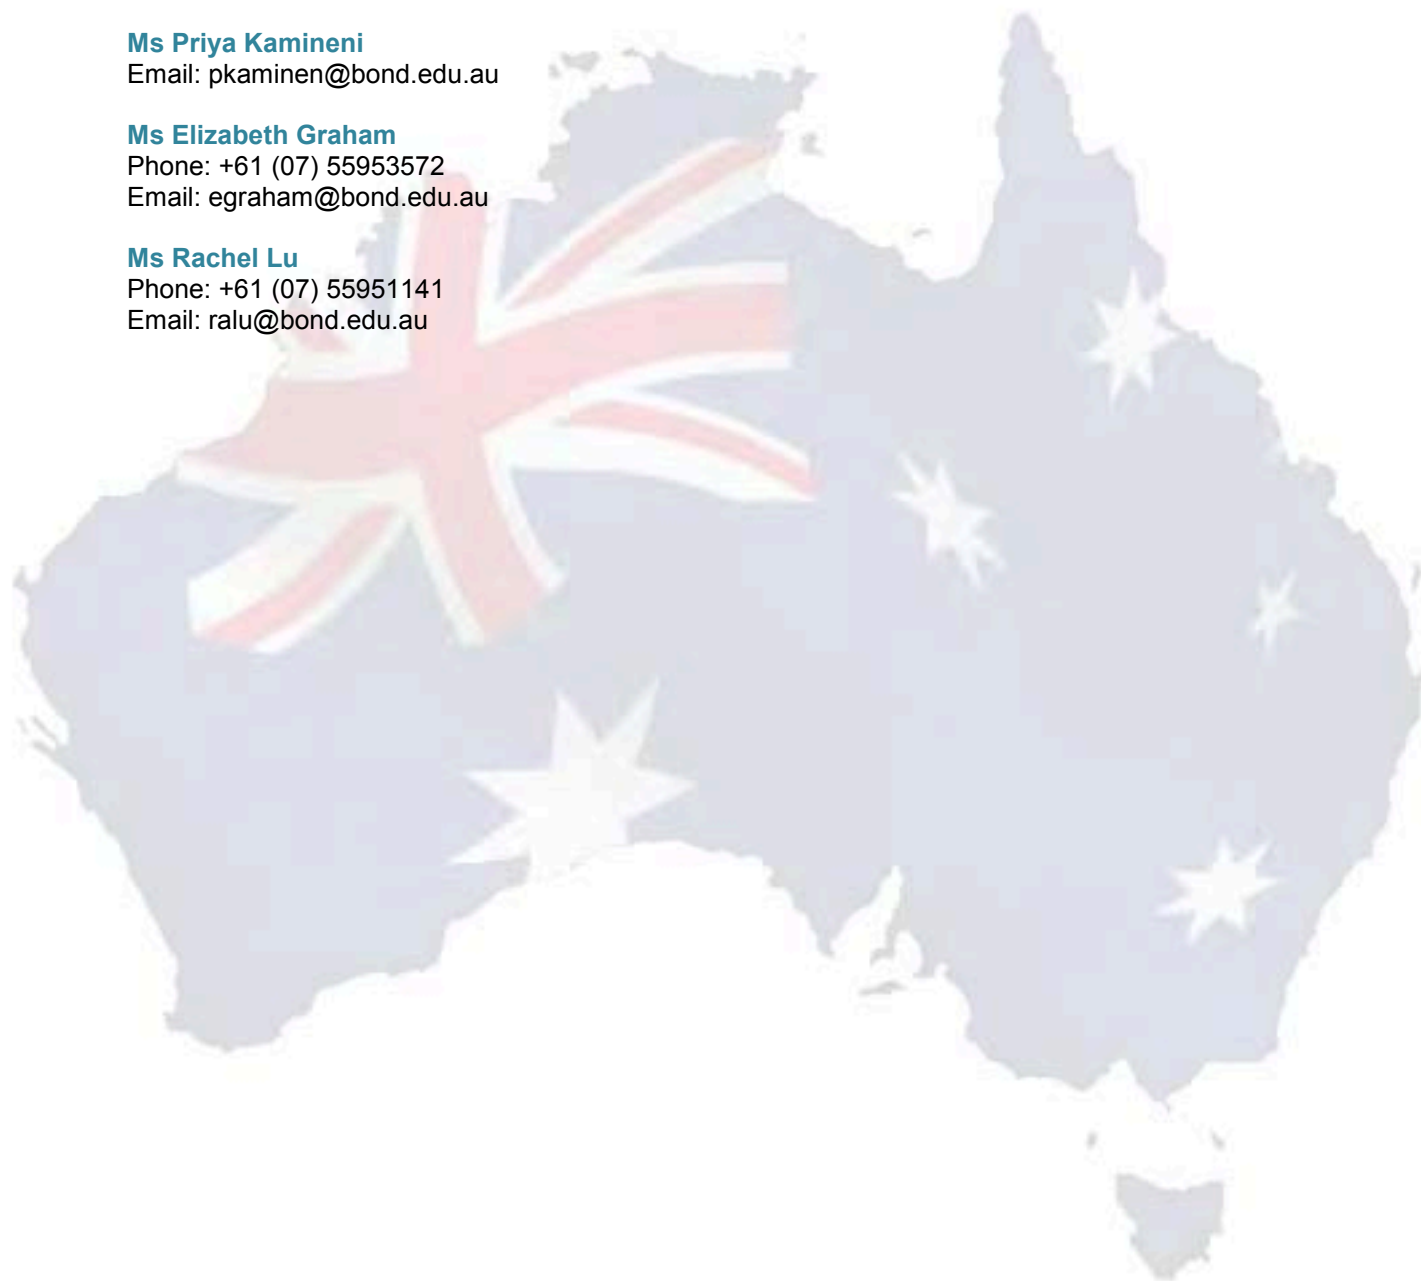 Ms Priya Kamineni
Email: pkaminen@bond.edu.au
Ms Elizabeth Graham
Phone: +61 (07) 55953572
Email: egraham@bond.edu.au
Ms Rachel Lu
Phone: +61 (07) 55951141
Email: ralu@bond.edu.au